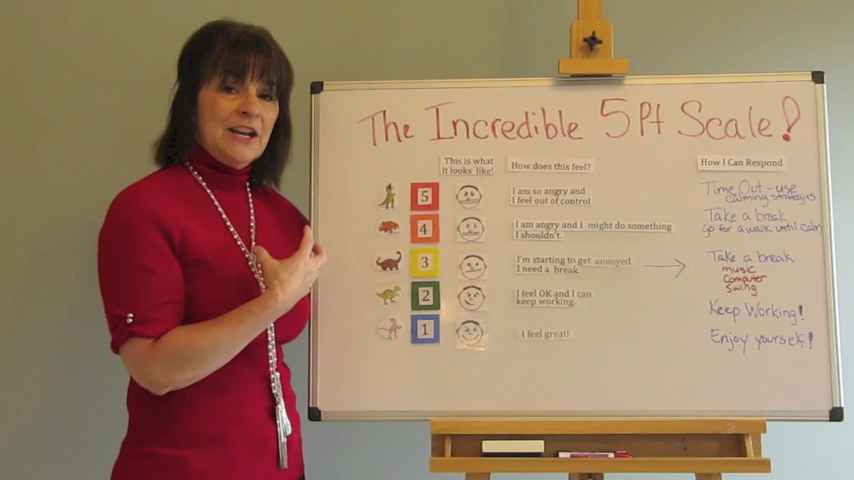 The Incredible 5 Pt Scale!
This is what
it looks like!
How does this feel?
How I Can Respond
5
I am so angry and
I feel out of control
Time Out - use
calming strategies
4
I am angry and I might do something
I shouldn't.
Take a break
go for a walk until calm
3
I'm starting to get annoyed.
I need a break.
Take a break
music
computer
swing
2
I feel OK and I can
keep working.
Keep Working!
1
I feel great!
Enjoy yourself!